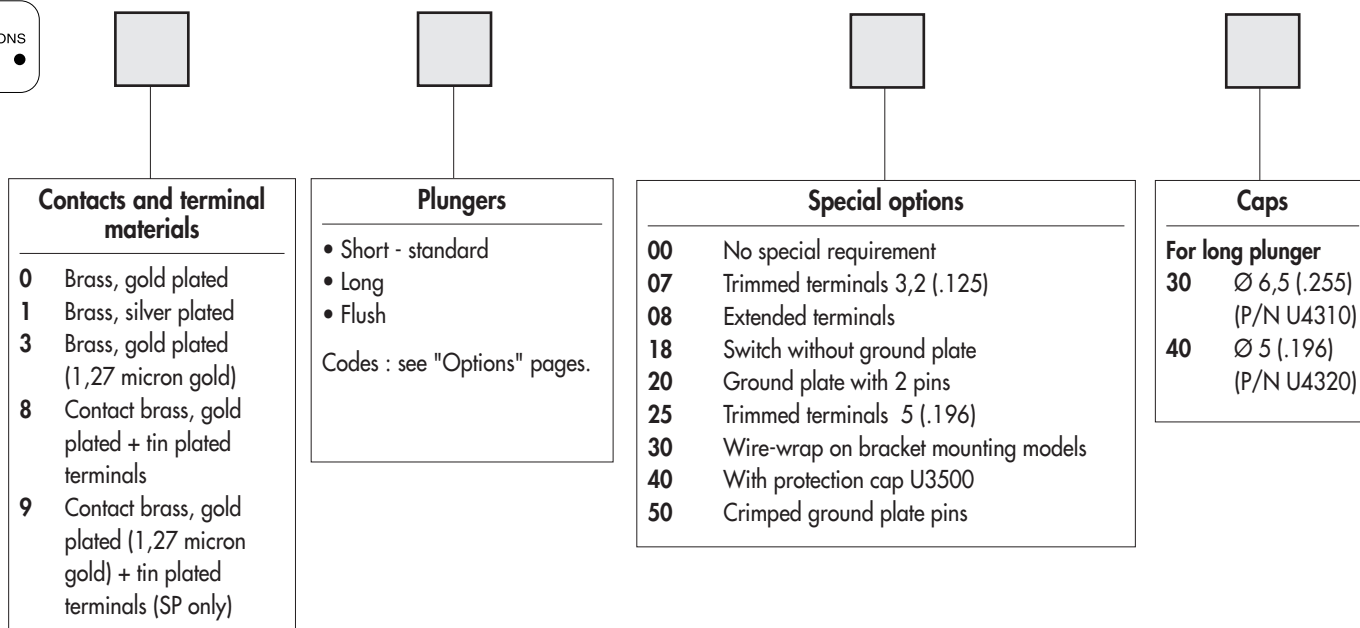 Contacts and terminal
materials
0 Brass, gold plated
1 Brass, silver plated
3 Brass, gold plated
(1,27 micron gold)
8 Contact brass, gold
plated + tin plated
terminals
9 Contact brass, gold
plated (1,27 micron
gold) + tin plated
terminals (SP only)
Plungers
• Short - standard
• Long
• Flush
Codes : see "Options" pages.
Special options
00 No special requirement
07 Trimmed terminals 3,2 (.125)
08 Extended terminals
18 Switch without ground plate
20 Ground plate with 2 pins
25 Trimmed terminals 5 (.196)
30 Wire-wrap on bracket mounting models
40 With protection cap U3500
50 Crimped ground plate pins
Caps
For long plunger
30 Ø 6,5 (.255)
(P/N U4310)
40 Ø 5 (.196)
(P/N U4320)